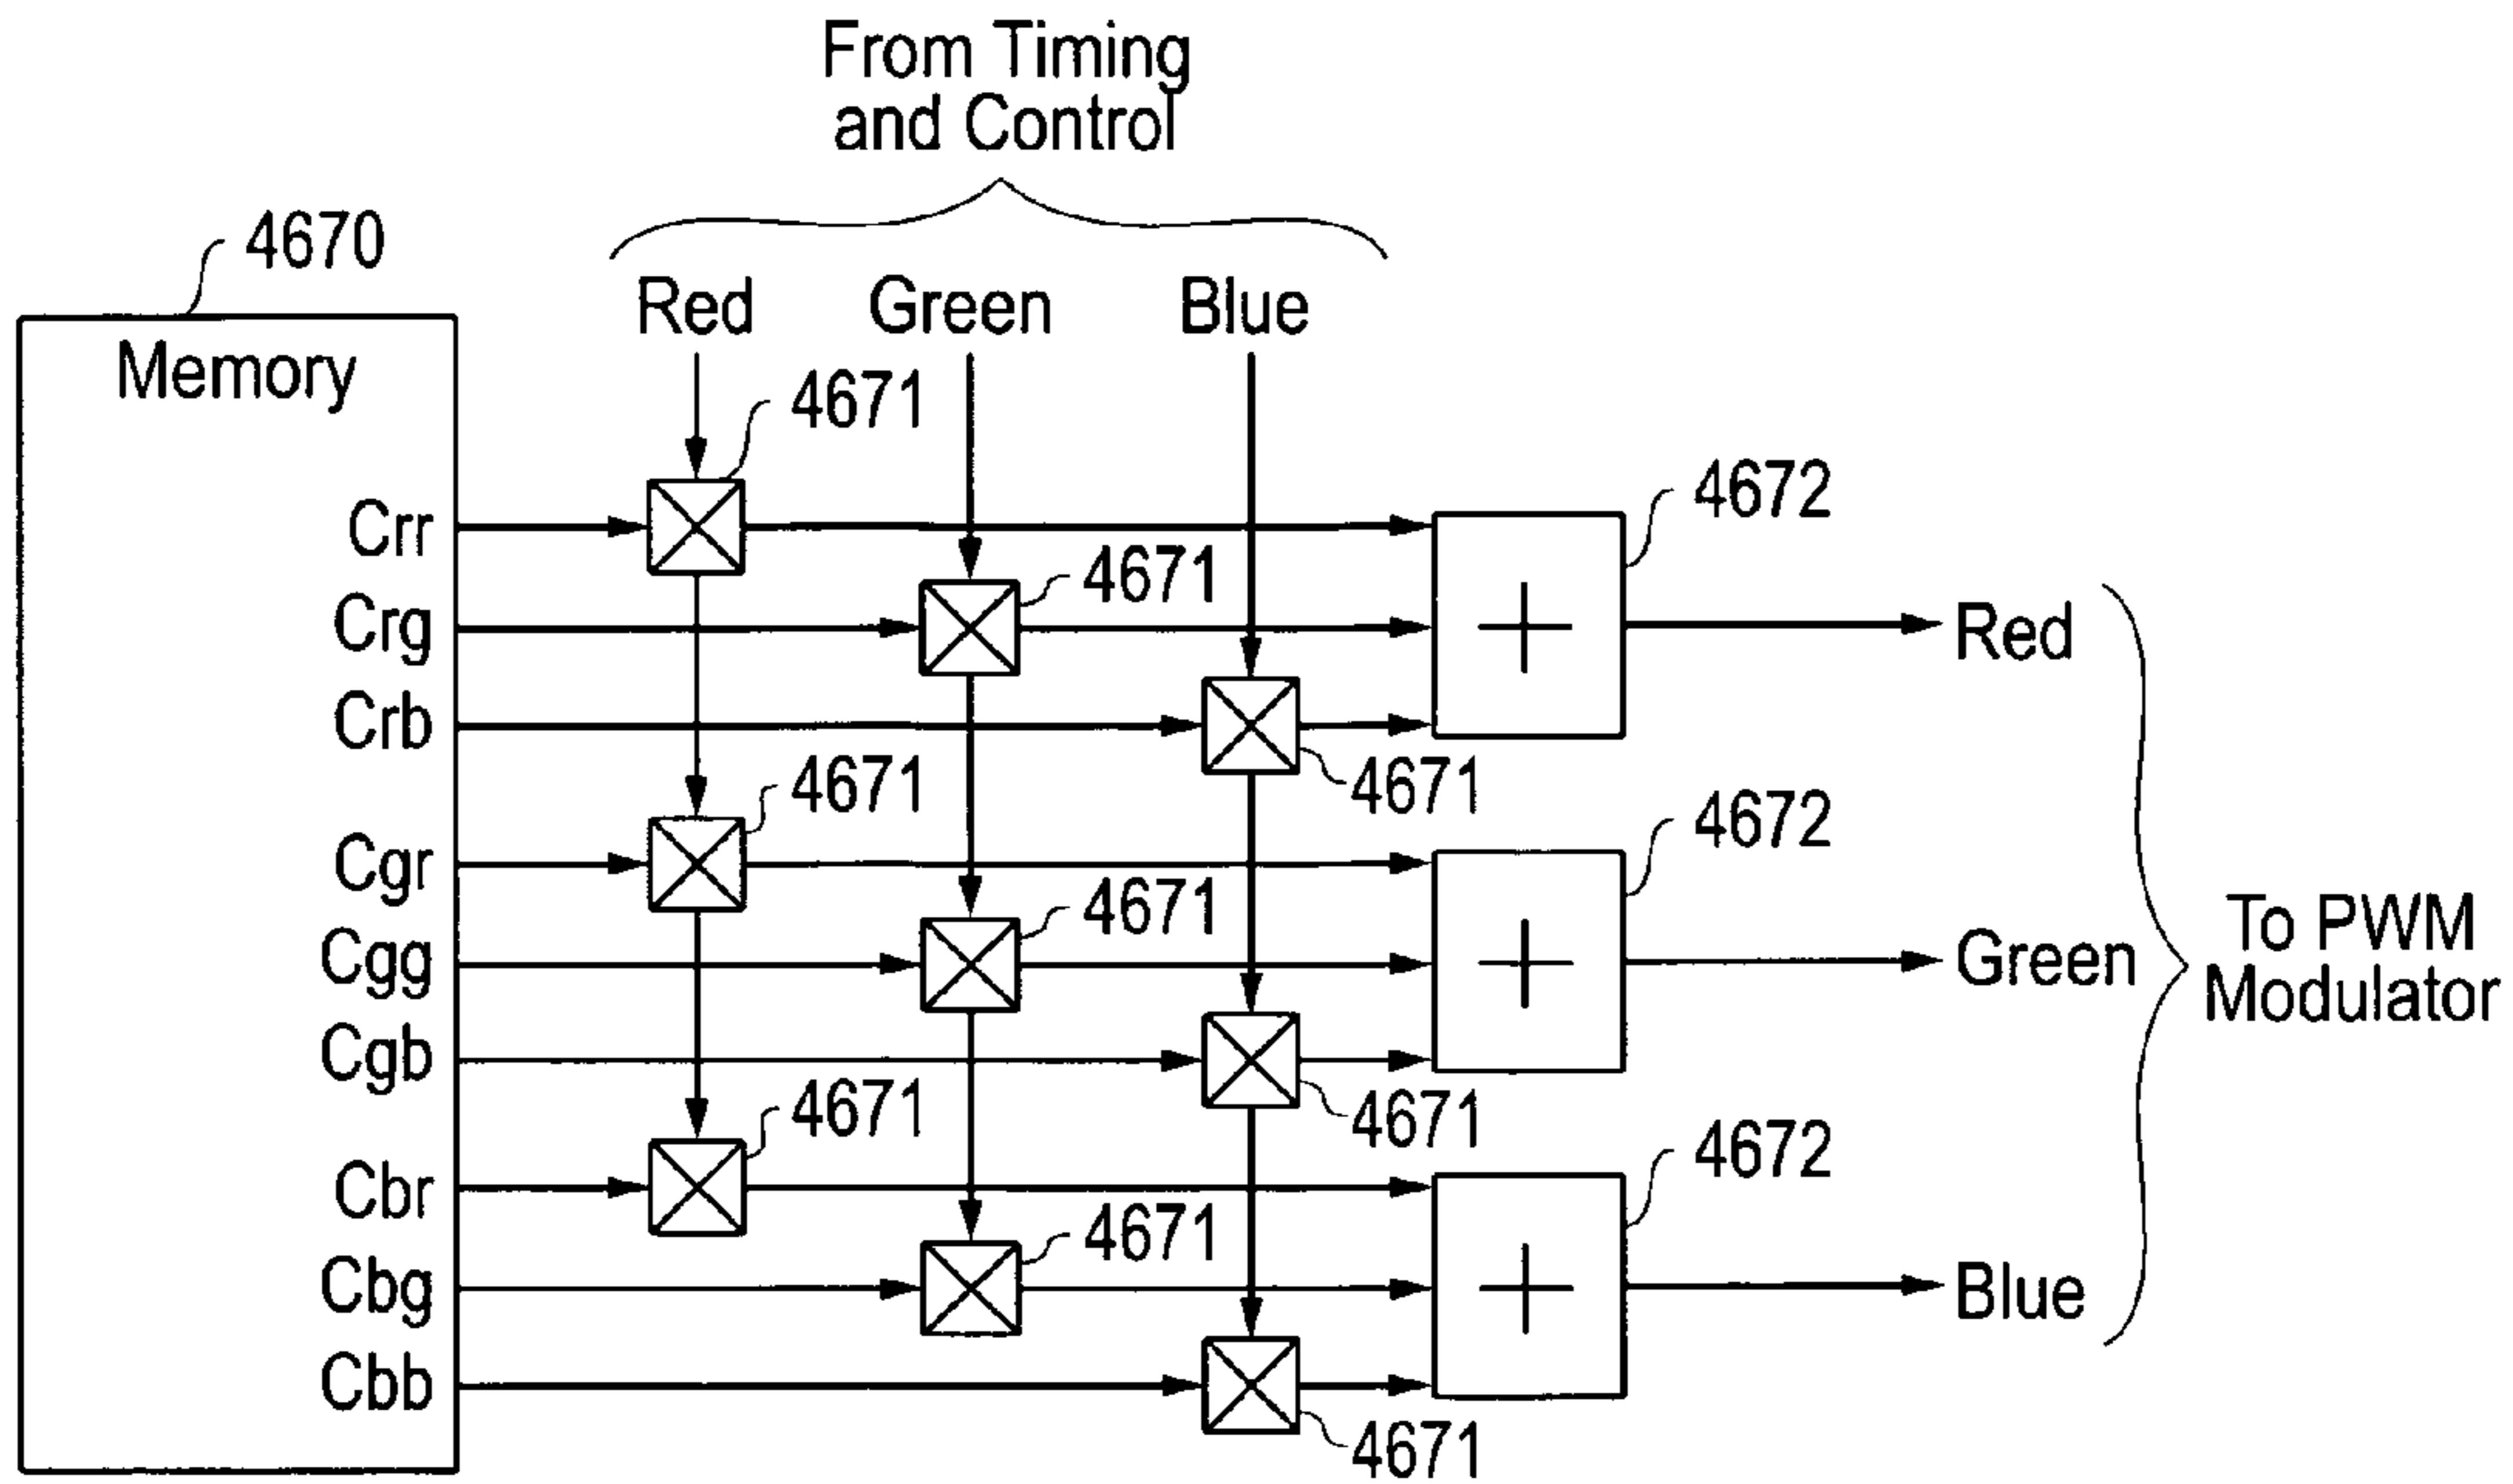 From Timing
and Control
4670
Red
Green
Blue
Memory
4671
Crr
4672
4671
Crg
Red
Crb
4671
4671
4672
Cgr
4671
Cgg
Green
To PWM
Modulator
Cgb
4671
4671
4672
Cbr
4671
Cbg
Blue
Cbb
4671